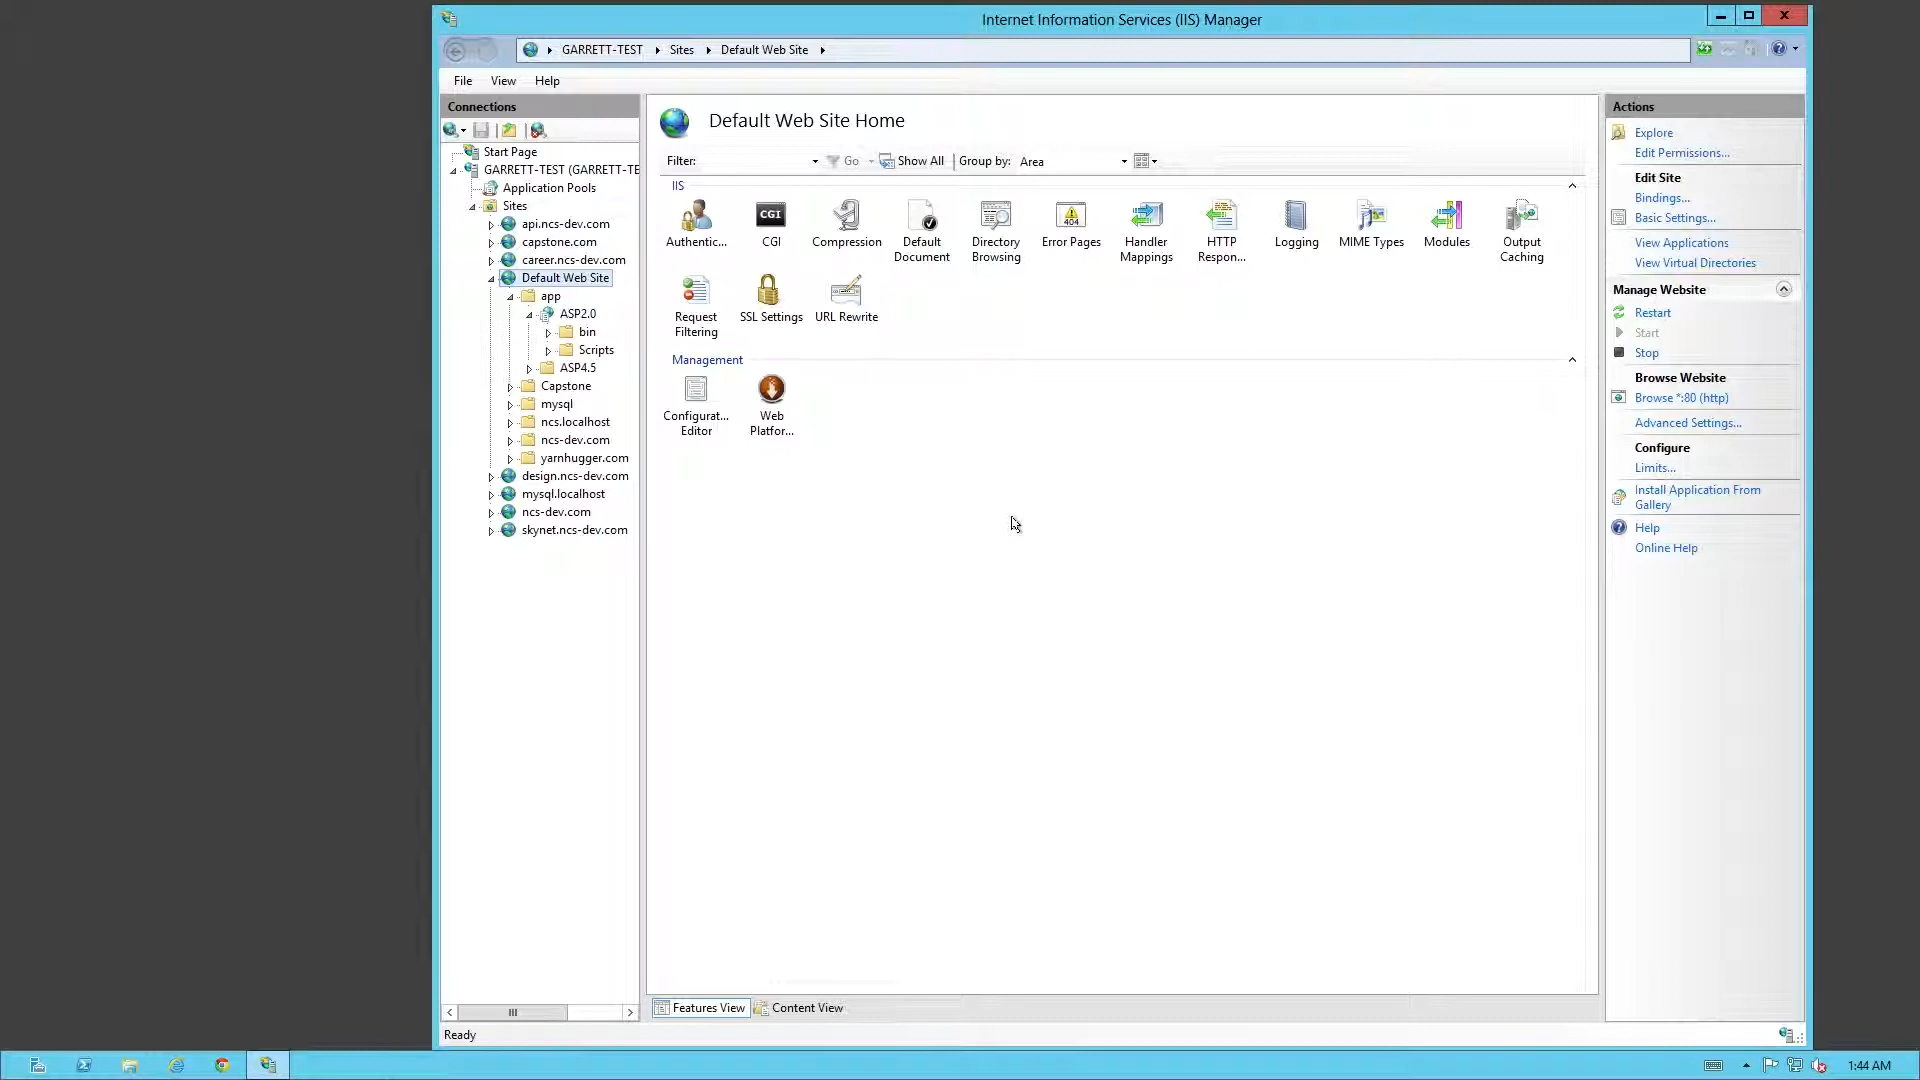 Internet Information Services (IIS) Manager
GARRETT-TEST
Sites
Default Web Site
File View Help
Connections
Start Page
GARRETT-TEST (GARRETT-TE
Application Pools
Sites
api.ncs-dev.com
capstone.com
career.ncs-dev.com
Default Web Site
app
ASP2.0
bin
Scripts
ASP4.5
Capstone
mysql
ncs.localhost
ncs-dev.com
yarnhugger.com
design.ncs-dev.com
mysql.localhost
ncs-dev.com
skynet.ncs-dev.com
Default Web Site Home
Filter: Go Show All Group by: Area
IIS
Authentic...
CGI
CGI
Compression
Default
Document
Directory
Browsing
404
Error Pages
Handler
Mappings
HTTP
Respon...
Logging
MIME Types
Modules
Output
Caching
Request
Filtering
SSL Settings
URL Rewrite
Management
Configurat...
Editor
Web
Platfor...
Features View
Content View
Actions
Explore
Edit Permissions...
Edit Site
Bindings...
Basic Settings...
View Applications
View Virtual Directories
Manage Website
Restart
Start
Stop
Browse Website
Browse *:80 (http)
Advanced Settings...
Configure
Limits...
Install Application From
Gallery
Help
Online Help
Ready
1:44 AM